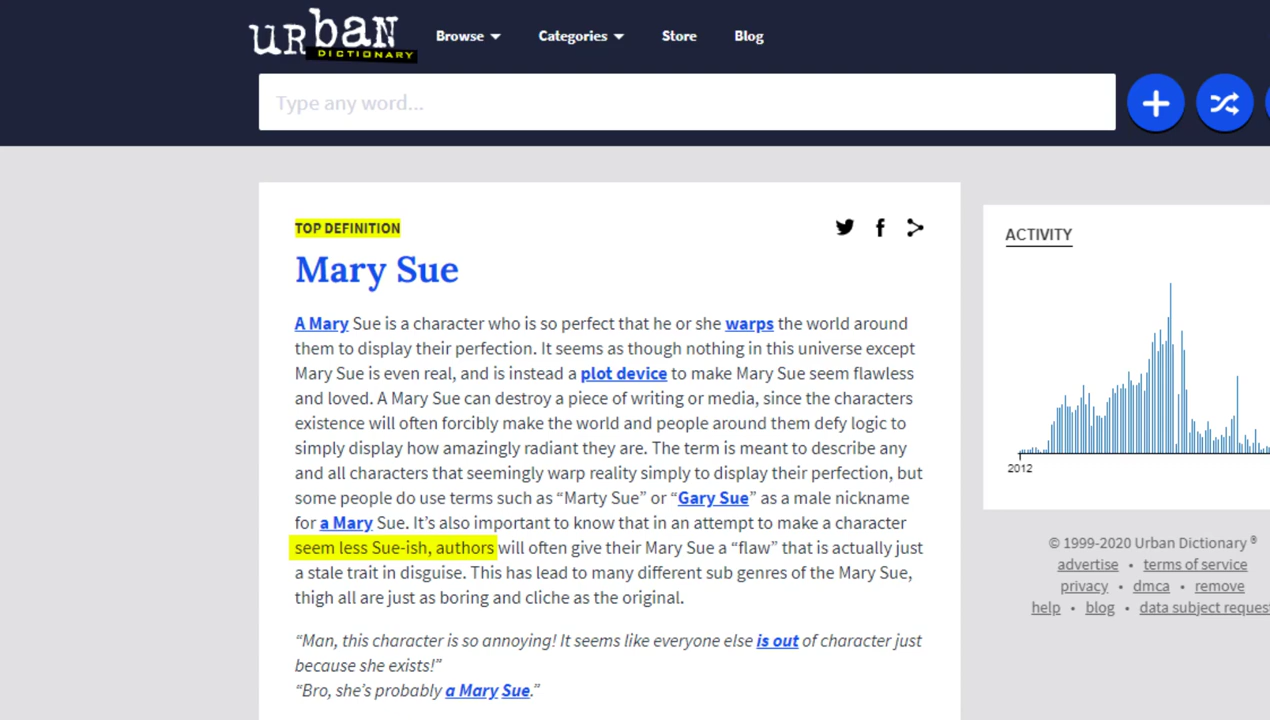 URBAN
DICTIONARY
Browse
Categories
Store
Blog
Type any word...
TOP DEFINITION
Mary Sue
A Mary Sue is a character who is so perfect that he or she warps the world around
them to display their perfection. It seems as though nothing in this universe except
Mary Sue is even real, and is instead a plot device to make Mary Sue seem flawless
and loved. A Mary Sue can destroy a piece of writing or media, since the characters
existence will often forcibly make the world and people around them defy logic to
simply display how amazingly radiant they are. The term is meant to describe any
and all characters that seemingly warp reality simply to display their perfection, but
some people do use terms such as “Marty Sue” or “Gary Sue” as a male nickname
for a Mary Sue. It’s also important to know that in an attempt to make a character
seem less Sue-ish, authors will often give their Mary Sue a “flaw” that is actually just
a stale trait in disguise. This has lead to many different sub genres of the Mary Sue,
thigh all are just as boring and cliche as the original.
“Man, this character is so annoying! It seems like everyone else is out of character just
because she exists!”
“Bro, she’s probably a Mary Sue.”
ACTIVITY
2012
© 1999-2020 Urban Dictionary ®
advertise • terms of service
privacy • dmca • remove
help • blog • data subject request